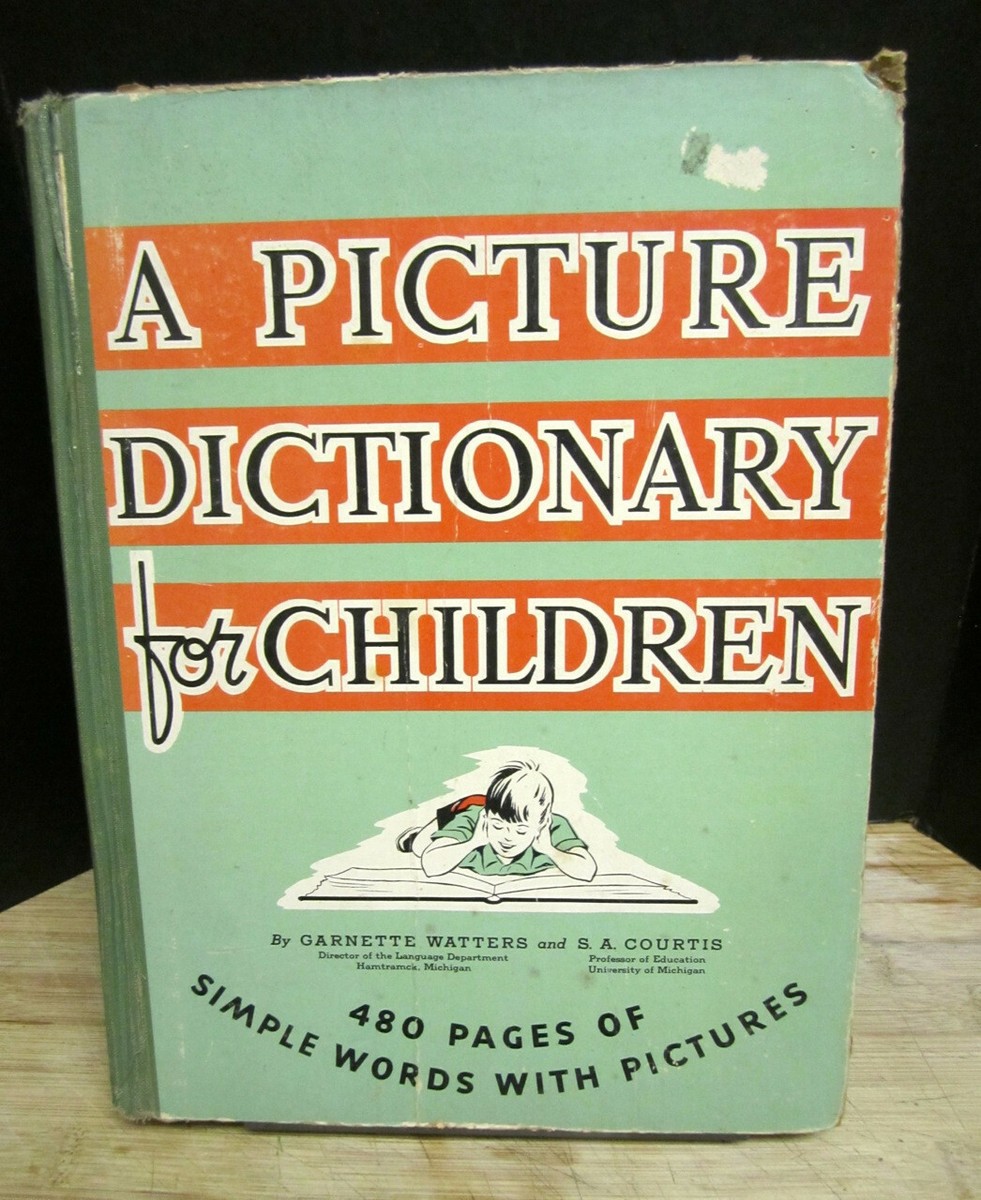 A PICTURE
DICTIONARY
for CHILDREN
By GARNETTE WATTERS and S. A. COURTIS
Director of the Language Department Professor of Education
Hamtramck, Michigan University of Michigan
480 PAGES OF
SIMPLE WORDS WITH PICTURES